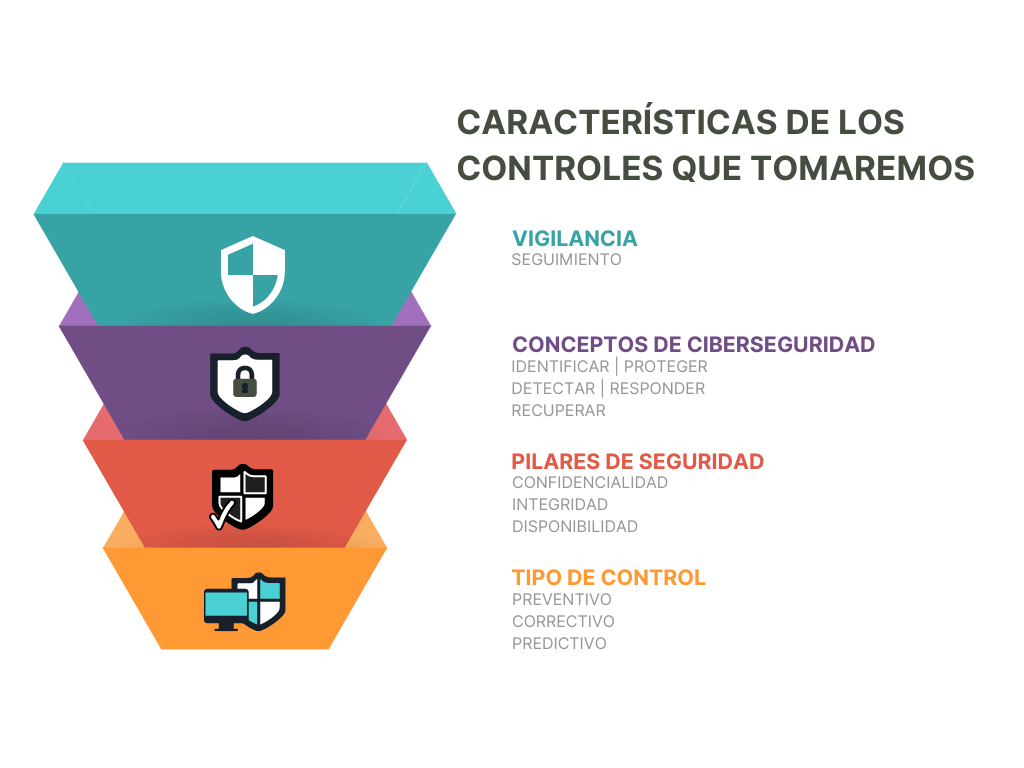 CARACTERÍSTICAS DE LOS
CONTROLES QUE TOMAREMOS
VIGILANCIA
SEGUIMIENTO
CONCEPTOS DE CIBERSEGURIDAD
IDENTIFICAR | PROTEGER
DETECTAR | RESPONDER
RECUPERAR
PILARES DE SEGURIDAD
CONFIDENCIALIDAD
INTEGRIDAD
DISPONIBILIDAD
TIPO DE CONTROL
PREVENTIVO
CORRECTIVO
PREDICTIVO